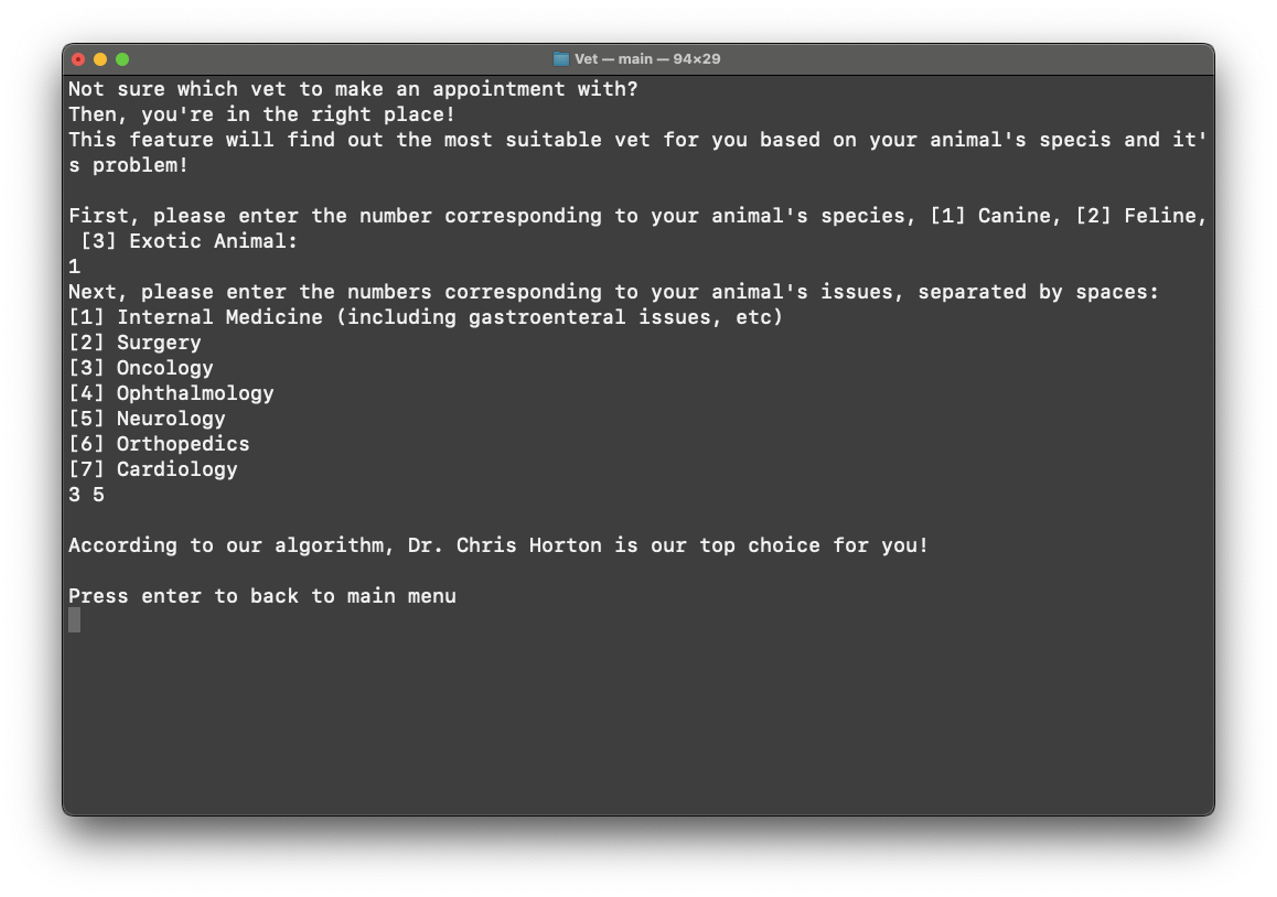 Vet — main — 94×29
Not sure which vet to make an appointment with?
Then, you're in the right place!
This feature will find out the most suitable vet for you based on your animal's specis and it'
s problem!
First, please enter the number corresponding to your animal's species, [1] Canine, [2] Feline,
[3] Exotic Animal:
1
Next, please enter the numbers corresponding to your animal's issues, separated by spaces:
[1] Internal Medicine (including gastroenteral issues, etc)
[2] Surgery
[3] Oncology
[4] Ophthalmology
[5] Neurology
[6] Orthopedics
[7] Cardiology
3 5
According to our algorithm, Dr. Chris Horton is our top choice for you!
Press enter to back to main menu